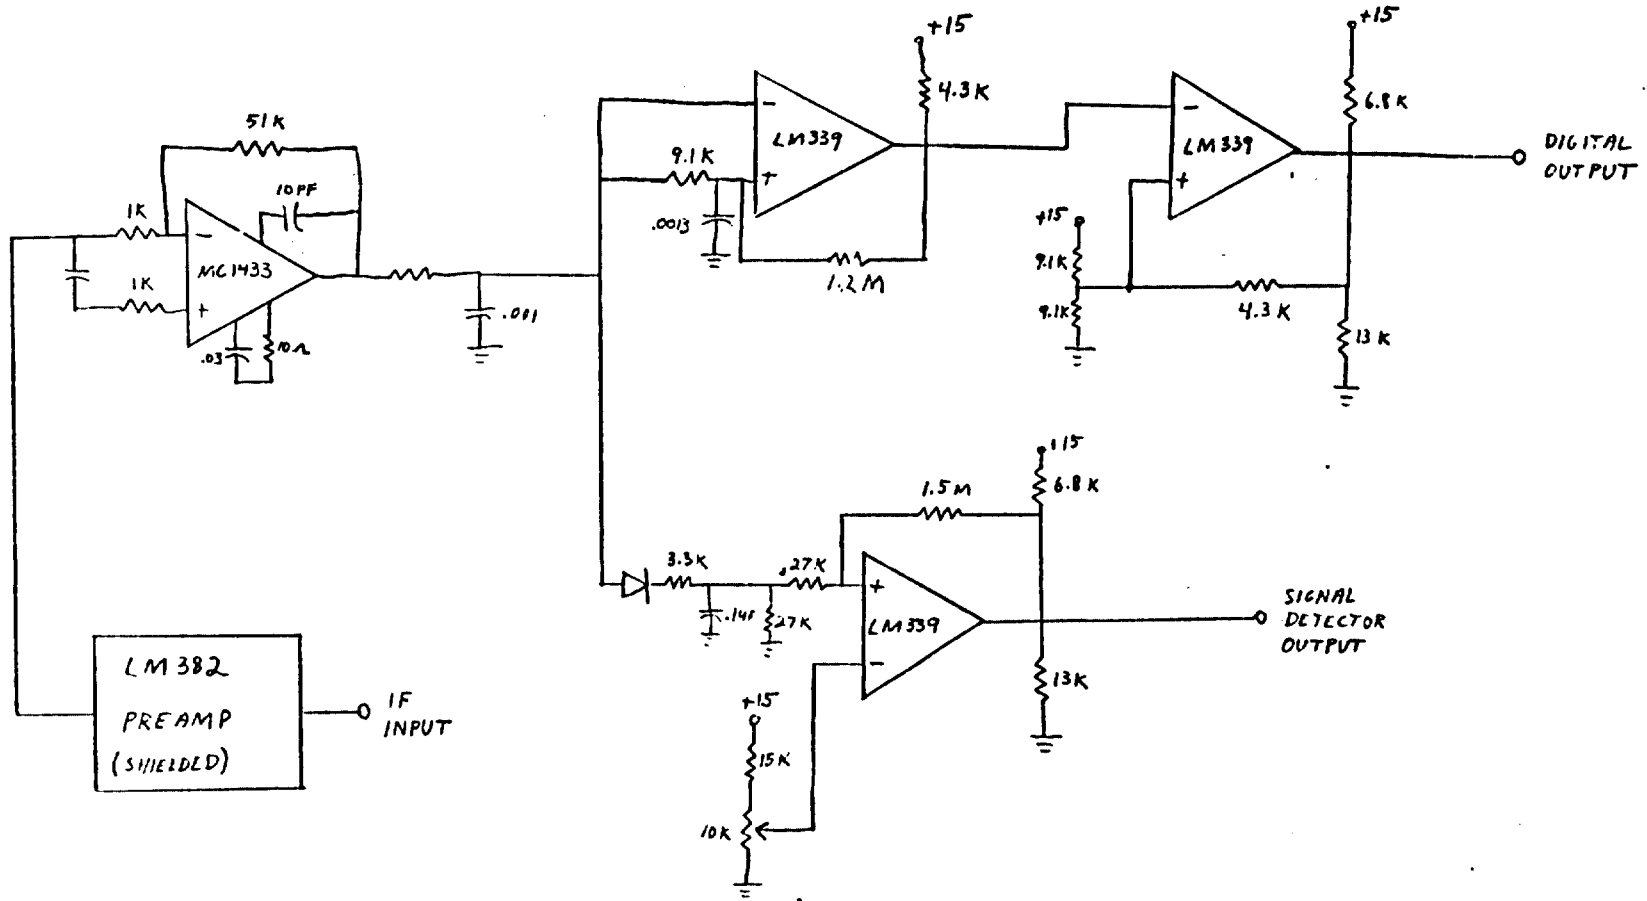 +15
4.3K
-
LM339
+
9.1K
.0013
1.2M
+15
6.8K
-
LM339
+
DIGITAL
OUTPUT
+15
9.1K
9.1K
4.3K
13K
51K
10PF
1K
-
MC1433
1K
+
.03
10Ω
.001
+15
6.8K
1.5M
3.3K
27K
27K
+
LM339
-
13K
SIGNAL
DETECTOR
OUTPUT
+15
15K
10K
LM382
PREAMP
(SHIELDED)
IF
INPUT